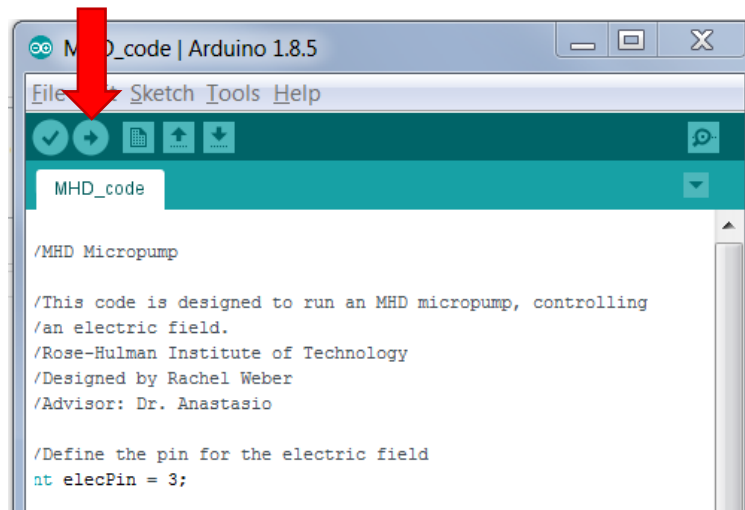 MHD_code | Arduino 1.8.5
File Sketch Tools Help
MHD_code
/MHD Micropump
/This code is designed to run an MHD micropump, controlling
/an electric field.
/Rose-Hulman Institute of Technology
/Designed by Rachel Weber
/Advisor: Dr. Anastasio
/Define the pin for the electric field
nt elecPin = 3;